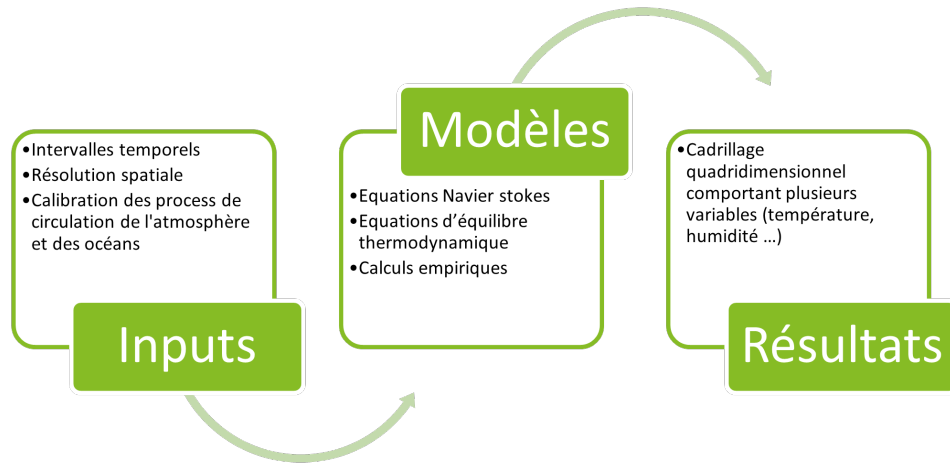 •Intervalles temporels
•Résolution spatiale
•Calibration des process de
circulation de l'atmosphère
et des océans
Inputs
Modèles
•Equations Navier stokes
•Equations d’équilibre
thermodynamique
•Calculs empiriques
•Cadrillage
quadridimensionnel
comportant plusieurs
variables (température,
humidité ...)
Résultats